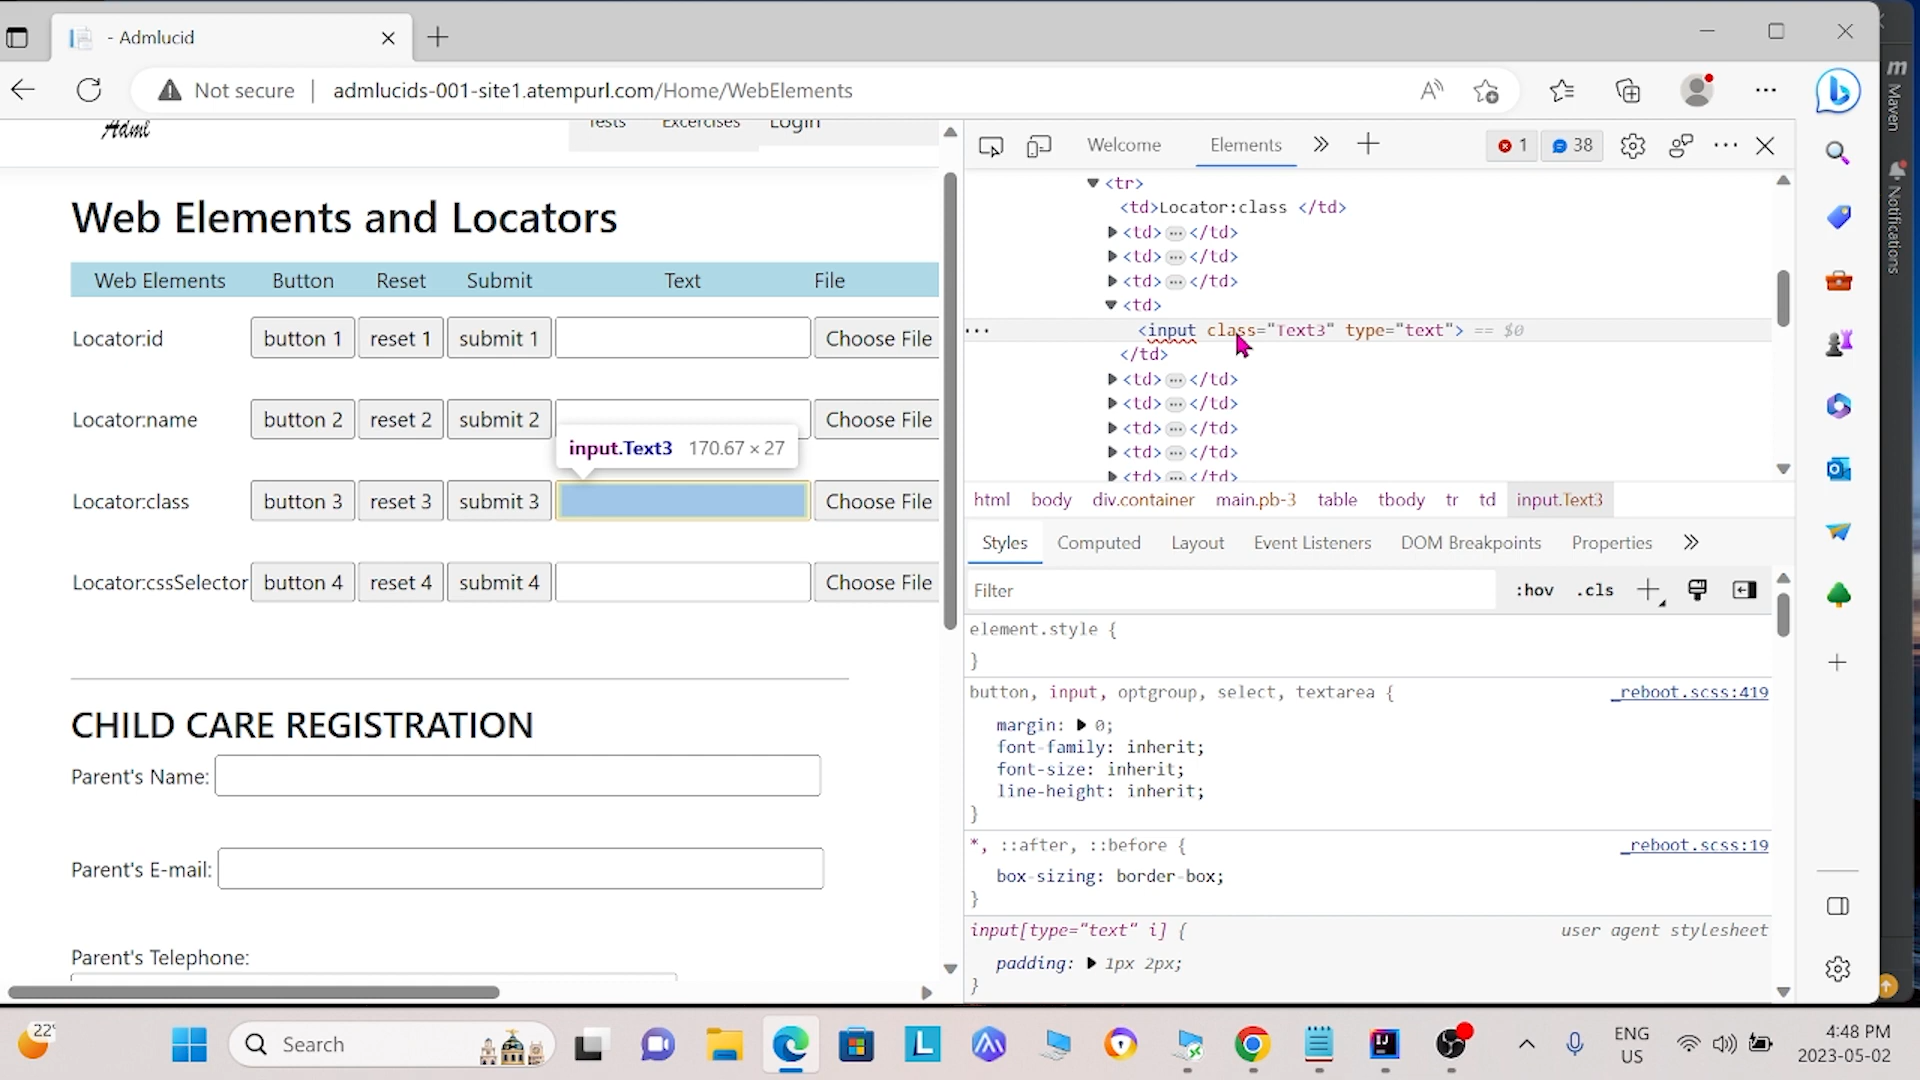 - Admlucid
Not secure | admlucids-001-site1.atempurl.com/Home/WebElements
Adml
Tests Excercises Login
Web Elements and Locators
Web Elements Button Reset Submit Text File
Locator:id button 1 reset 1 submit 1 Choose File
Locator:name button 2 reset 2 submit 2 Choose File
input.Text3 170.67 × 27
Locator:class button 3 reset 3 submit 3 Choose File
Locator:cssSelector button 4 reset 4 submit 4 Choose File
CHILD CARE REGISTRATION
Parent's Name:
Parent's E-mail:
Parent's Telephone:
Welcome Elements 1 38
<tr>
<td>Locator:class </td>
<td>…</td>
<td>…</td>
<td>…</td>
<td>
<input class="Text3" type="text"> == $0
</td>
<td>…</td>
<td>…</td>
<td>…</td>
<td>…</td>
<td>…</td>
html body div.container main.pb-3 table tbody tr td input.Text3
Styles Computed Layout Event Listeners DOM Breakpoints Properties
Filter :hov .cls
element.style {
}
button, input, optgroup, select, textarea { _reboot.scss:419
margin: 0;
font-family: inherit;
font-size: inherit;
line-height: inherit;
}
*, ::after, ::before { _reboot.scss:19
box-sizing: border-box;
}
input[type="text" i] { user agent stylesheet
padding: 1px 2px;
}
m
Maven
Notifications
22°
Search
ENG
US
4:48 PM
2023-05-02